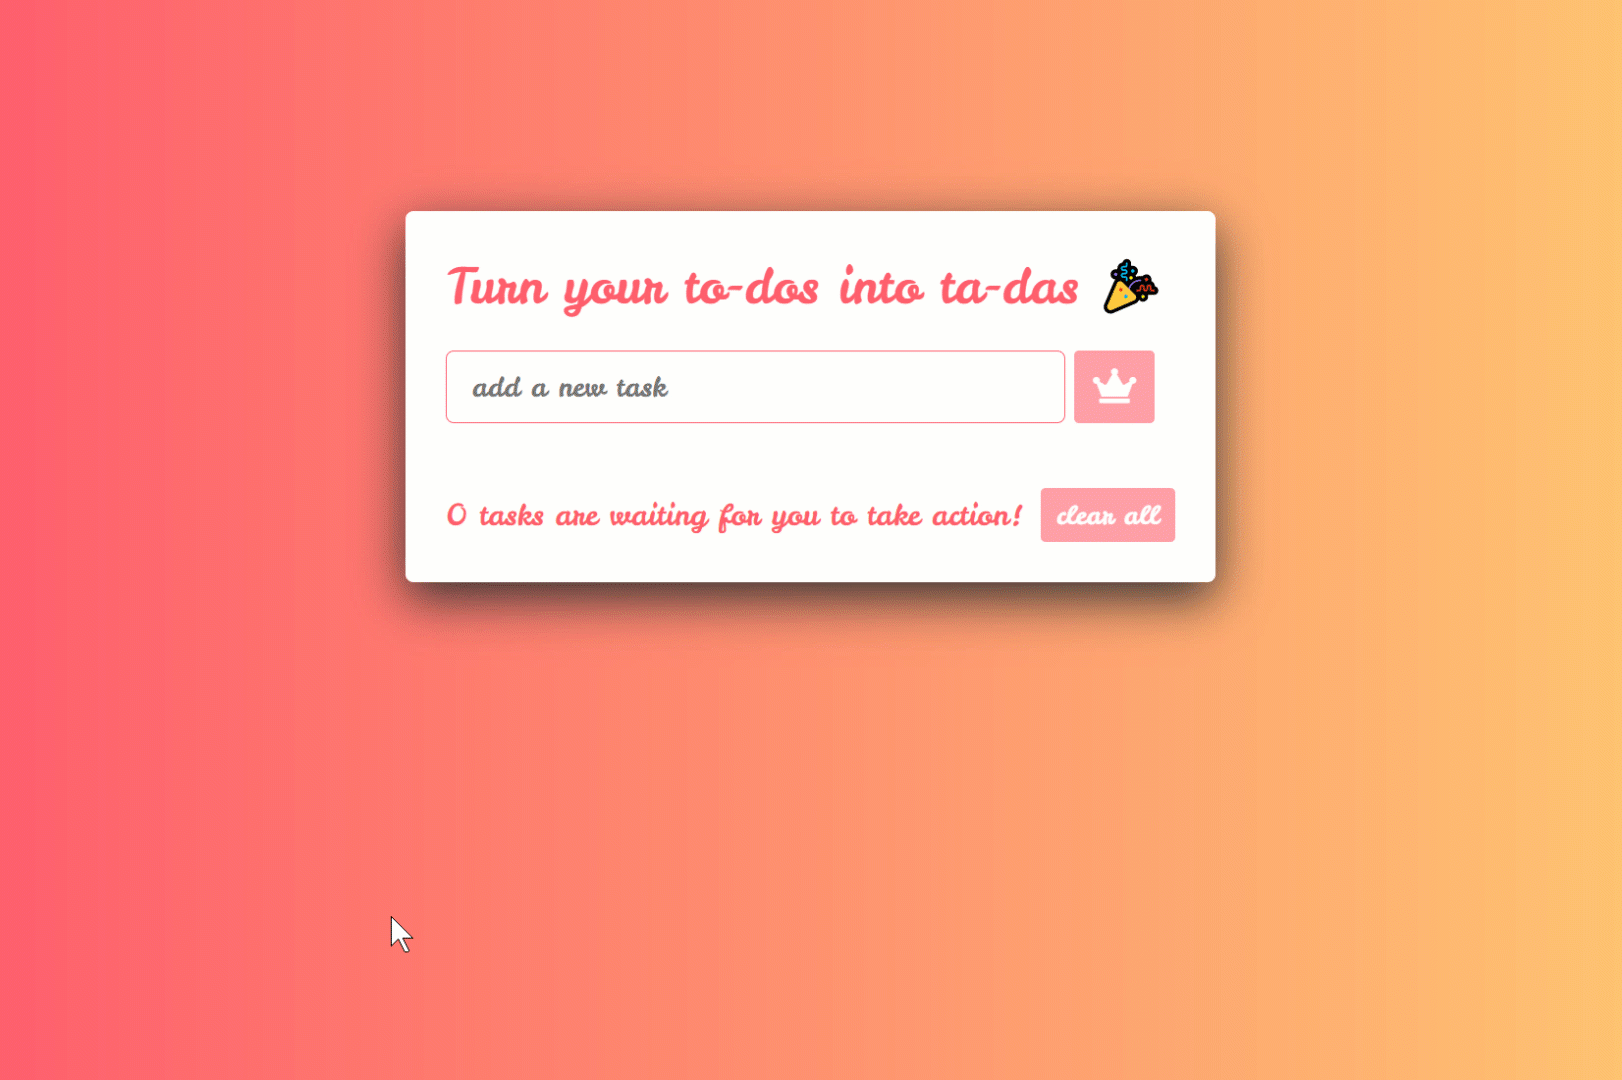 Turn your to-dos into ta-das
add a new task
0 tasks are waiting for you to take action!
clear all